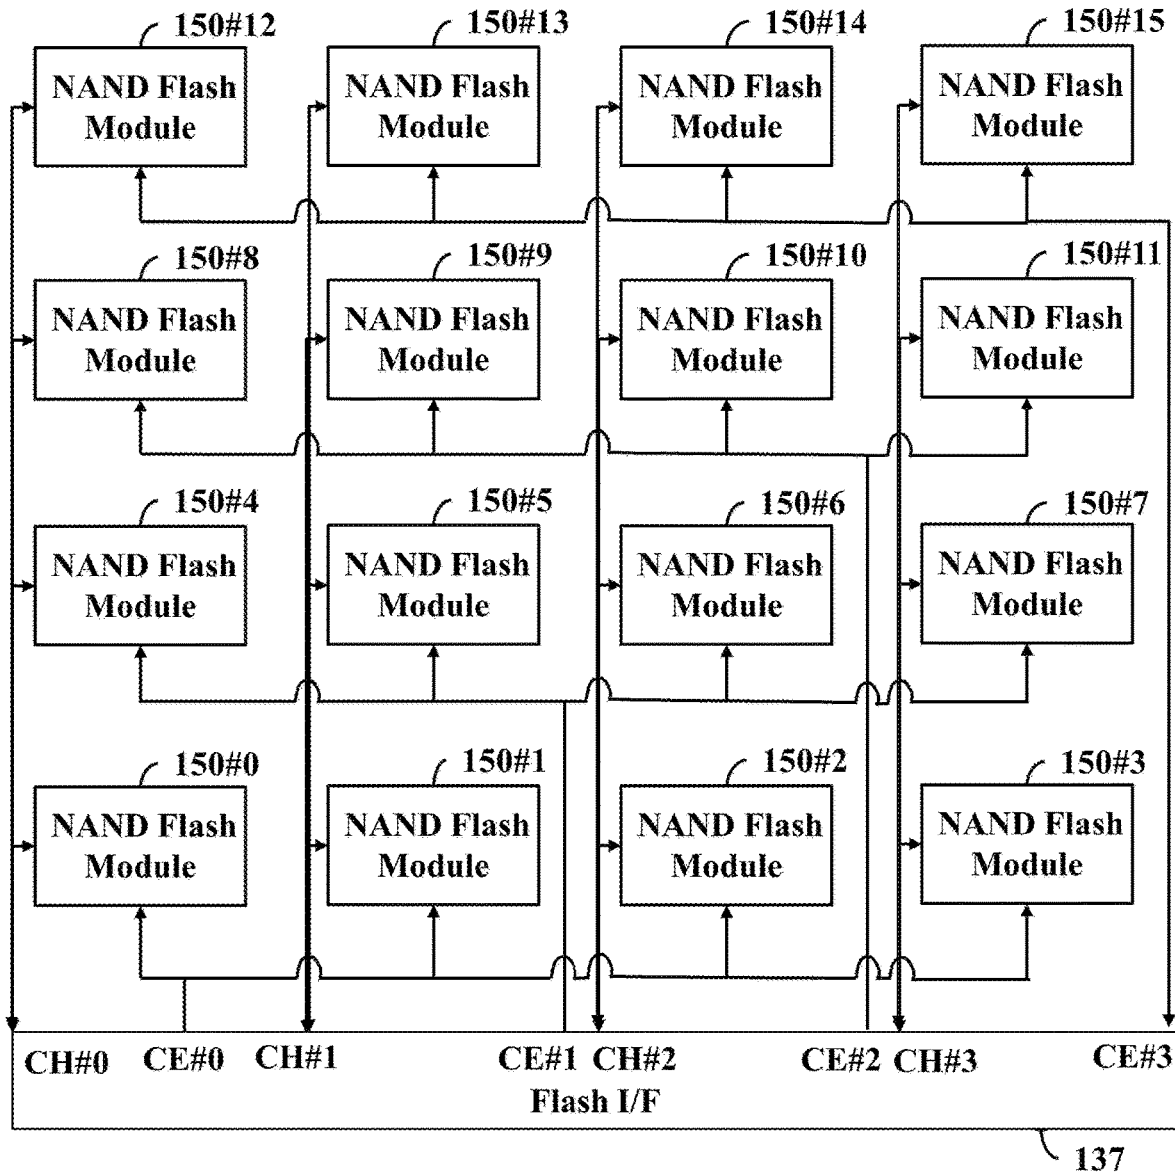 150#12 150#13 150#14 150#15
NAND Flash NAND Flash NAND Flash NAND Flash
Module Module Module Module
150#8 150#9 150#10 150#11
NAND Flash NAND Flash NAND Flash NAND Flash
Module Module Module Module
150#4 150#5 150#6 150#7
NAND Flash NAND Flash NAND Flash NAND Flash
Module Module Module Module
150#0 150#1 150#2 150#3
NAND Flash NAND Flash NAND Flash NAND Flash
Module Module Module Module
CH#0 CE#0 CH#1 CE#1 CH#2 CE#2 CH#3 CE#3
Flash I/F
137